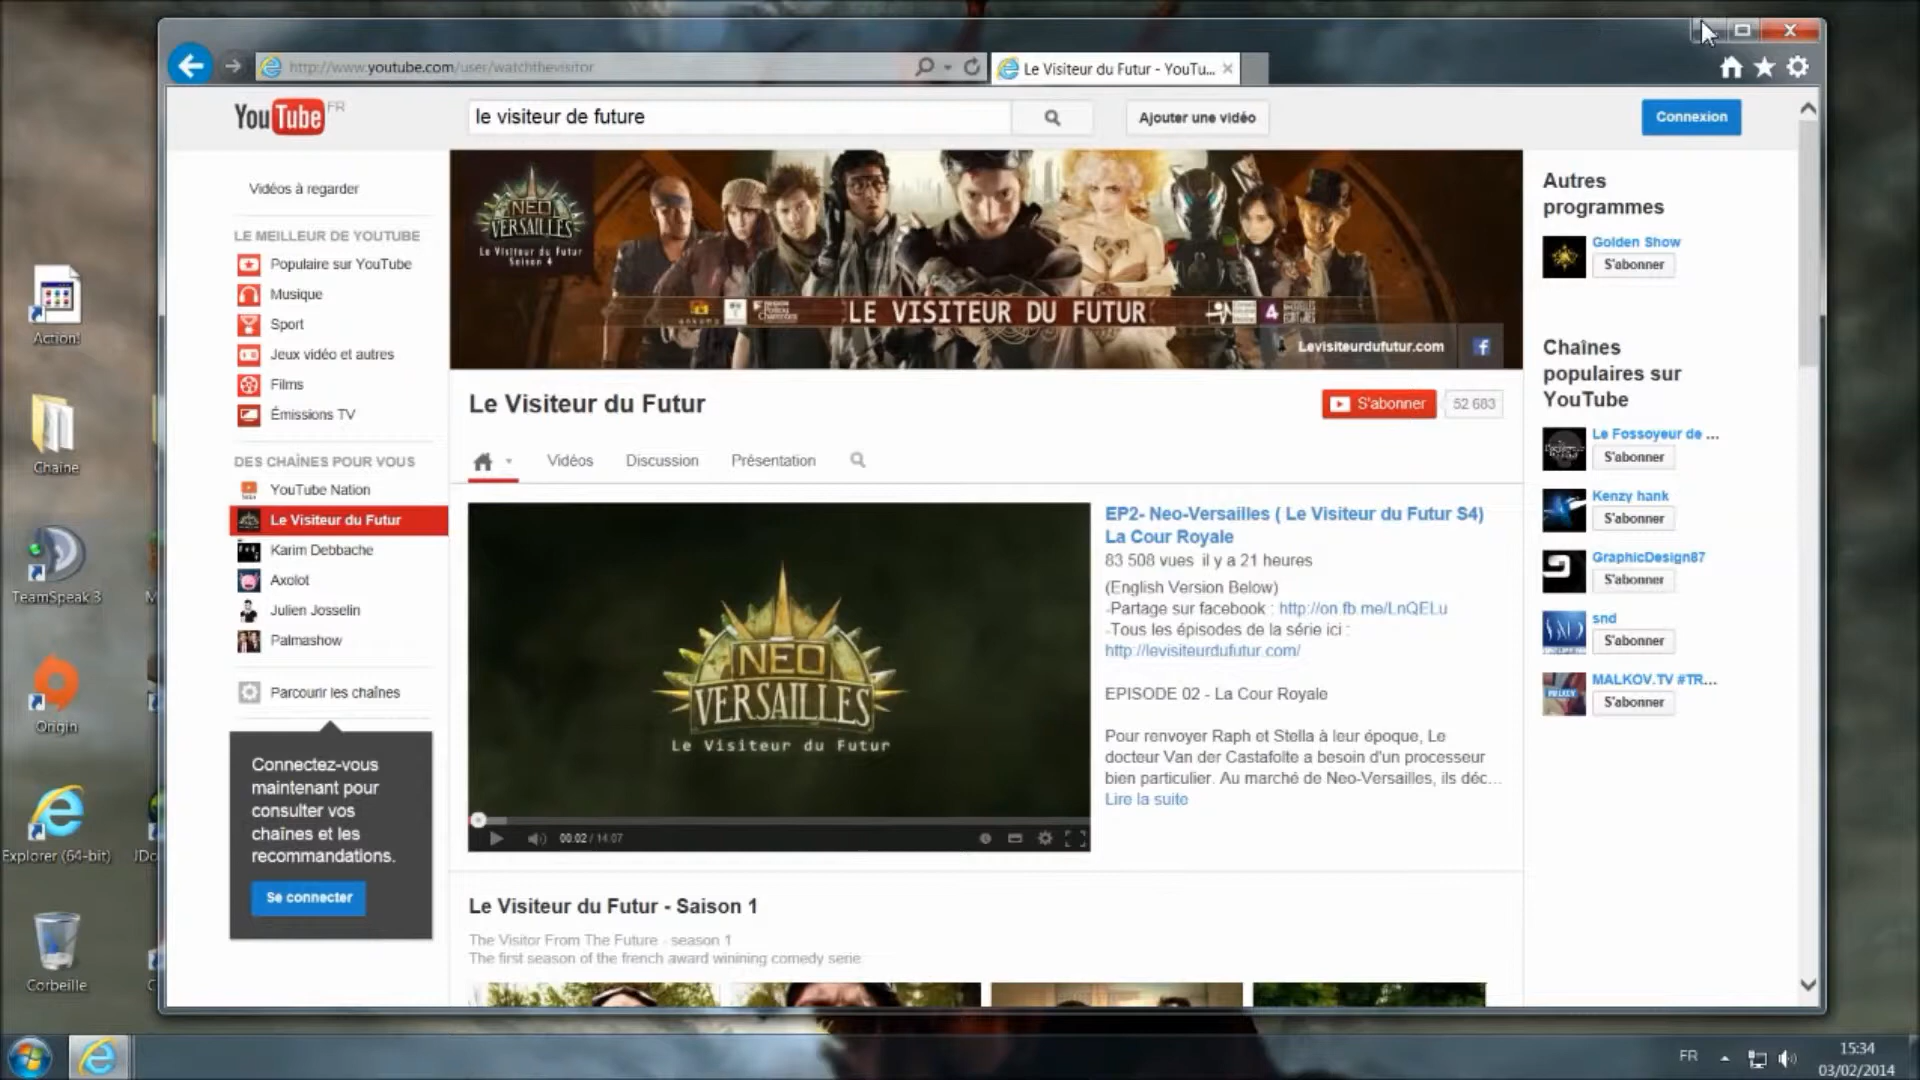 http://www.youtube.com/user/watchthevisitor
Le Visiteur du Futur - YouTu...
YouTube FR
le visiteur de future
Ajouter une vidéo
Connexion
Vidéos à regarder
LE MEILLEUR DE YOUTUBE
Populaire sur YouTube
Musique
Sport
Jeux vidéo et autres
Films
Émissions TV
DES CHAÎNES POUR VOUS
YouTube Nation
Le Visiteur du Futur
Karim Debbache
Axolot
Julien Josselin
Palmashow
Parcourir les chaînes
Connectez-vous
maintenant pour
consulter vos
chaînes et les
recommandations.
Se connecter
NEO
VERSAILLES
Le Visiteur du Futur
Saison 4
LE VISITEUR DU FUTUR
4
Levisiteurdufutur.com
Le Visiteur du Futur
S'abonner
52 683
Vidéos
Discussion
Présentation
NEO
VERSAILLES
Le Visiteur du Futur
00:02 / 14:07
EP2- Neo-Versailles ( Le Visiteur du Futur S4)
La Cour Royale
83 508 vues il y a 21 heures
(English Version Below)
-Partage sur facebook : http://on.fb.me/LnQELu
-Tous les épisodes de la série ici :
http://levisiteurdufutur.com/
EPISODE 02 - La Cour Royale
Pour renvoyer Raph et Stella à leur époque, Le
docteur Van der Castafolte a besoin d'un processeur
bien particulier. Au marché de Neo-Versailles, ils déc...
Lire la suite
Le Visiteur du Futur - Saison 1
The Visitor From The Future - season 1
The first season of the french award winining comedy serie
Autres
programmes
Golden Show
S'abonner
Chaînes
populaires sur
YouTube
Le Fossoyeur de ...
S'abonner
Kenzy hank
S'abonner
GraphicDesign87
S'abonner
snd
S'abonner
MALKOV.TV #TR...
S'abonner
Action!
Chaine
TeamSpeak 3
Origin
Explorer (64-bit)
JDo
Corbeille
FR
15:34
03/02/2014